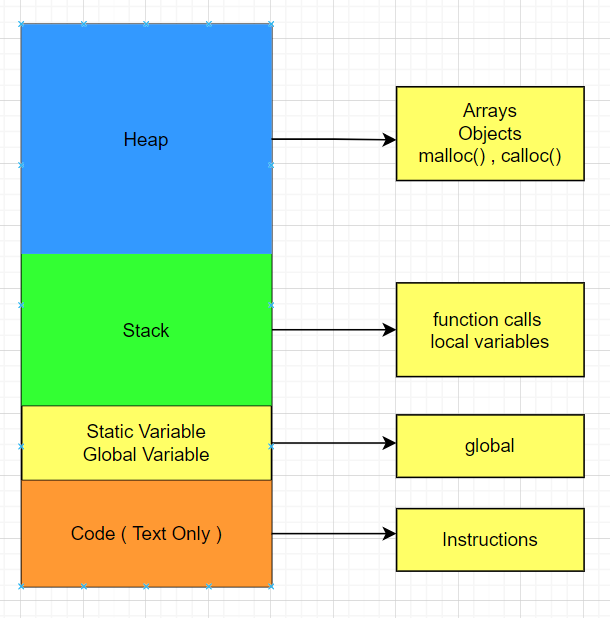 Heap
Arrays
Objects
malloc() , calloc()
Stack
function calls
local variables
Static Variable
Global Variable
global
Code ( Text Only )
Instructions